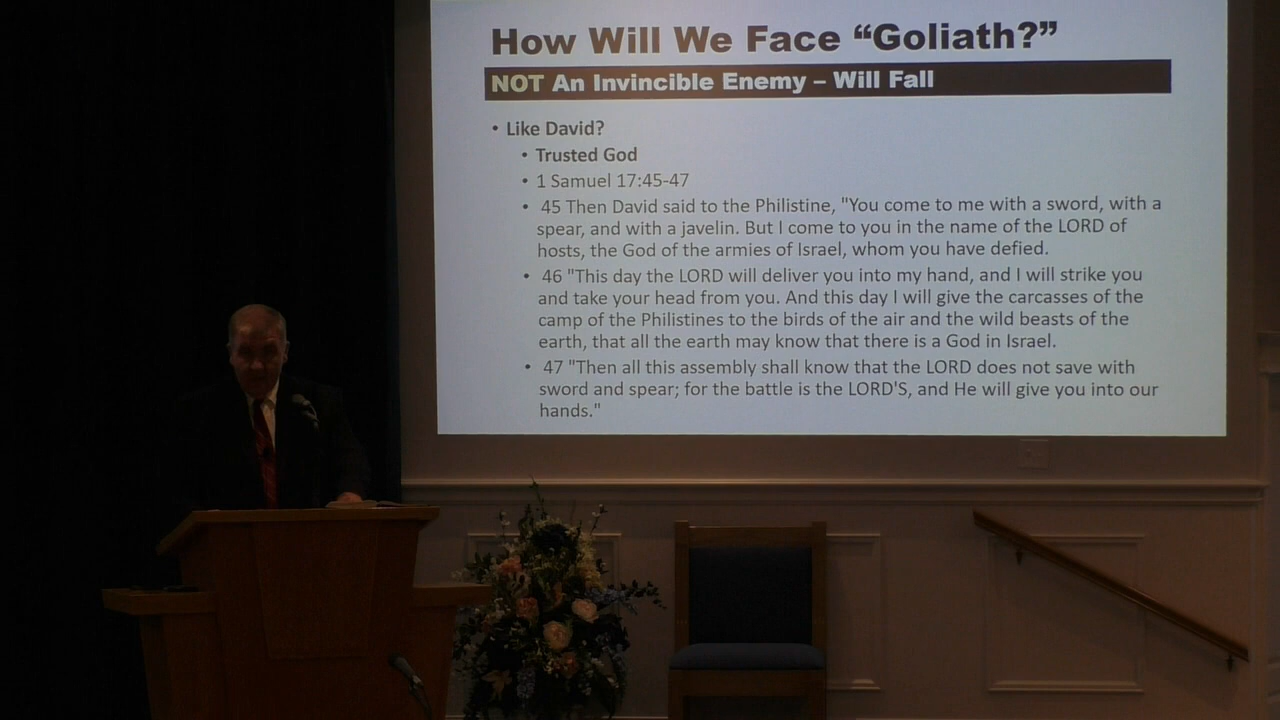 How Will We Face “Goliath?”
NOT An Invincible Enemy – Will Fall
• Like David?
• Trusted God
• 1 Samuel 17:45-47
• 45 Then David said to the Philistine, "You come to me with a sword, with a
spear, and with a javelin. But I come to you in the name of the LORD of
hosts, the God of the armies of Israel, whom you have defied.
• 46 "This day the LORD will deliver you into my hand, and I will strike you
and take your head from you. And this day I will give the carcasses of the
camp of the Philistines to the birds of the air and the wild beasts of the
earth, that all the earth may know that there is a God in Israel.
• 47 "Then all this assembly shall know that the LORD does not save with
sword and spear; for the battle is the LORD'S, and He will give you into our
hands."